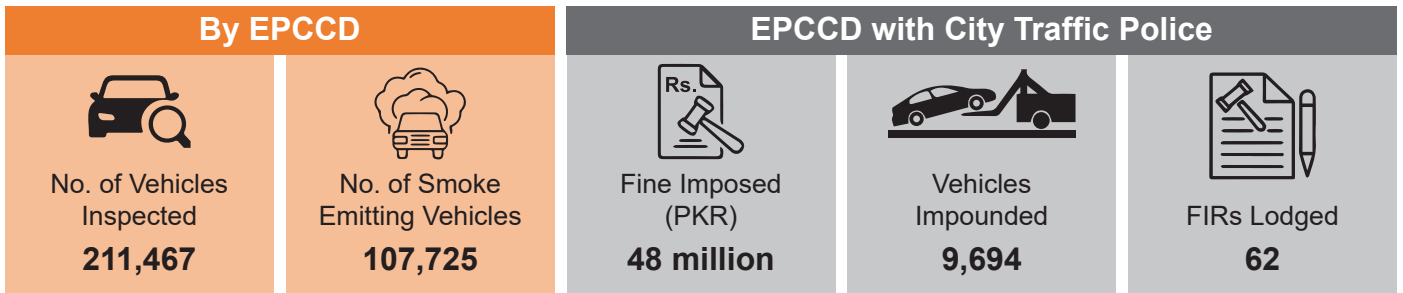 By EPCCD
No. of Vehicles
Inspected
211,467
No. of Smoke
Emitting Vehicles
107,725
EPCCD with City Traffic Police
Rs.
Fine Imposed
(PKR)
48 million
Vehicles
Impounded
9,694
FIRs Lodged
62